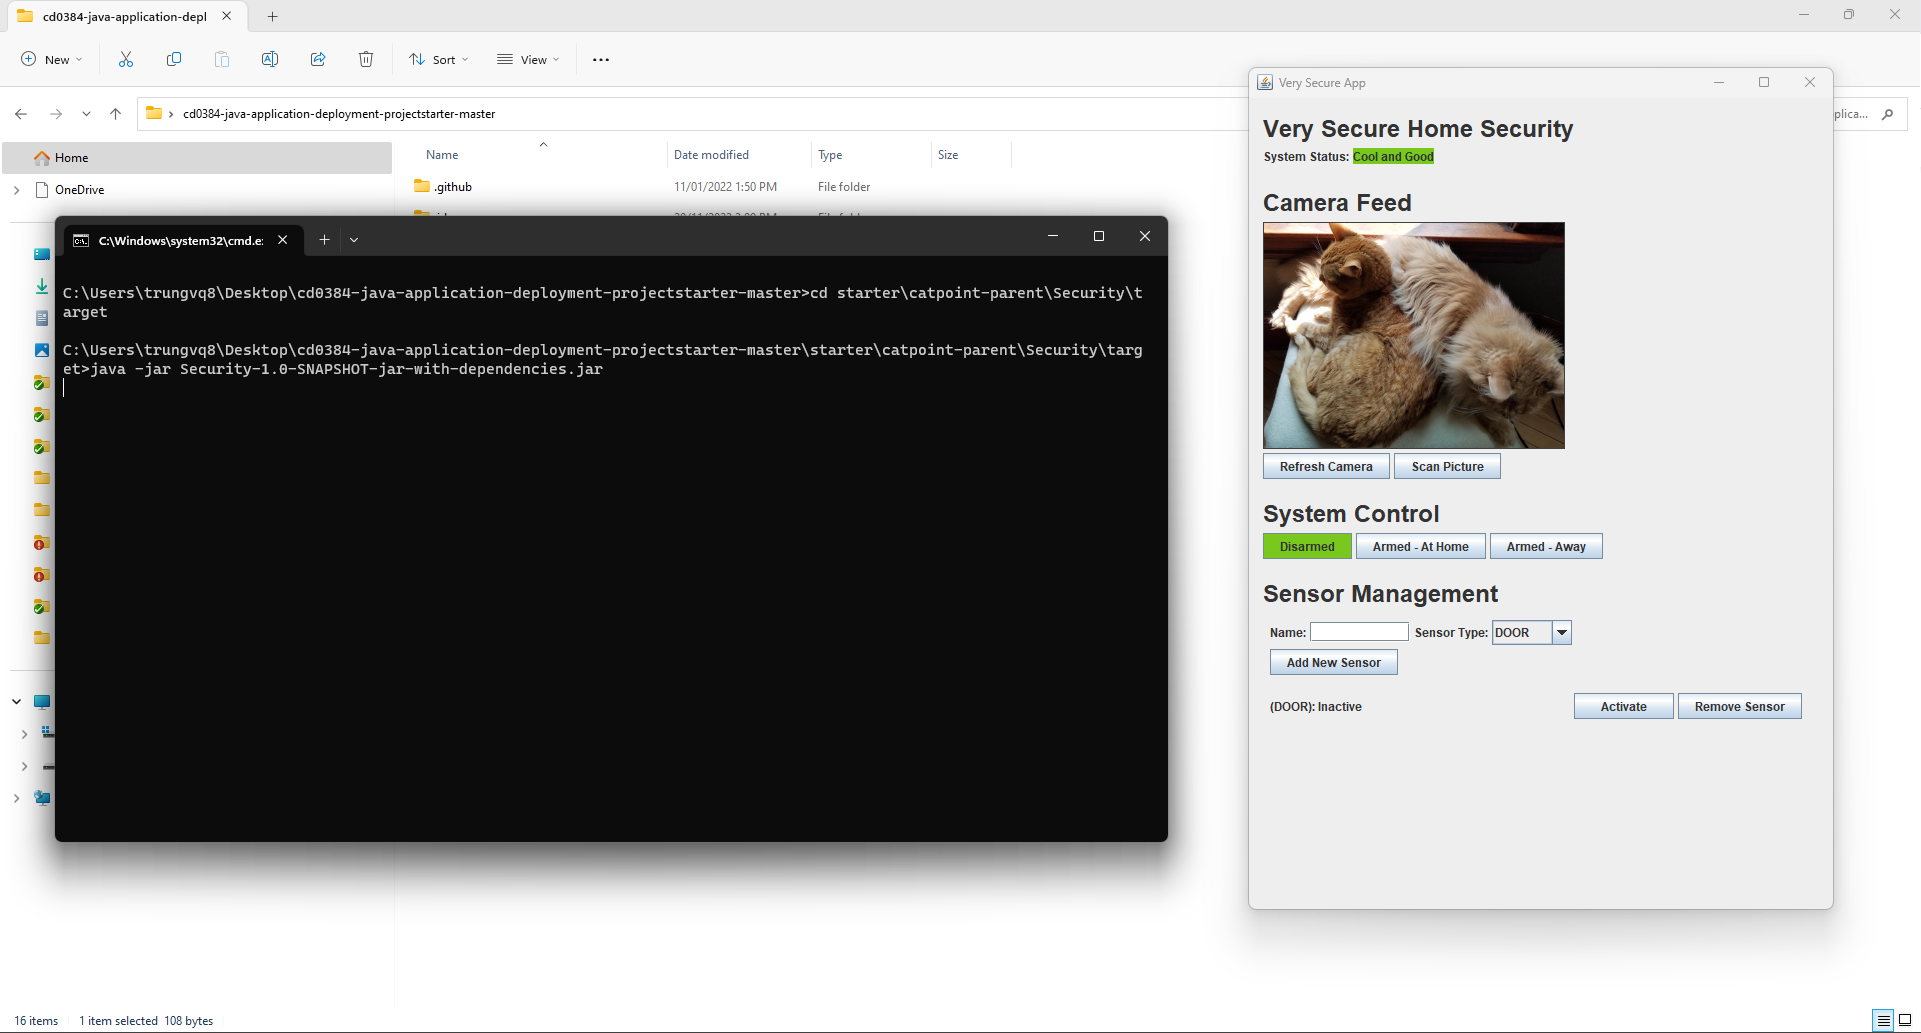 cd0384-java-application-depl
New
Sort
View
cd0384-java-application-deployment-projectstarter-master
plica...
Home
OneDrive
Name
Date modified
Type
Size
.github
11/01/2022 1:50 PM
File folder
C:\Windows\system32\cmd.e:
C:\Users\trungvq8\Desktop\cd0384-java-application-deployment-projectstarter-master>cd starter\catpoint-parent\Security\t
arget
C:\Users\trungvq8\Desktop\cd0384-java-application-deployment-projectstarter-master\starter\catpoint-parent\Security\targ
et>java -jar Security-1.0-SNAPSHOT-jar-with-dependencies.jar
Very Secure App
Very Secure Home Security
System Status: Cool and Good
Camera Feed
Refresh Camera
Scan Picture
System Control
Disarmed
Armed - At Home
Armed - Away
Sensor Management
Name:
Sensor Type: DOOR
Add New Sensor
(DOOR): Inactive
Activate
Remove Sensor
16 items
1 item selected 108 bytes